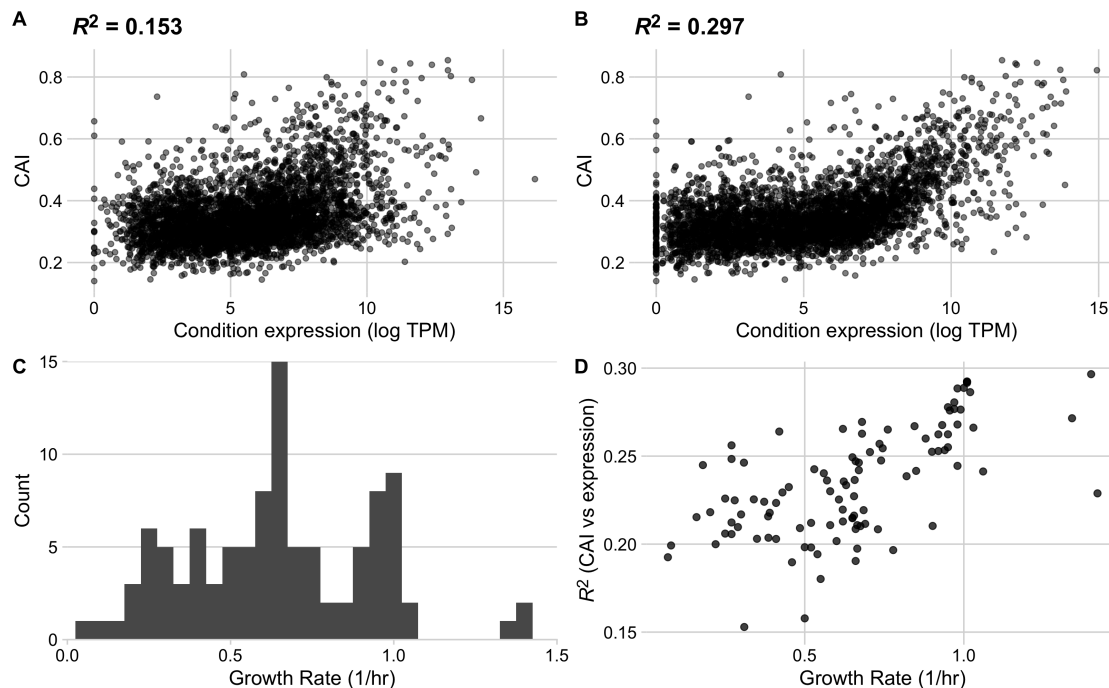 A
R² = 0.153
CAI
0.8
0.6
0.4
0.2
0 5 10 15
Condition expression (log TPM)
B
R² = 0.297
CAI
0.8
0.6
0.4
0.2
0 5 10 15
Condition expression (log TPM)
C
Count
15
10
5
0
0.0 0.5 1.0 1.5
Growth Rate (1/hr)
D
R² (CAI vs expression)
0.30
0.25
0.20
0.15
0.5 1.0
Growth Rate (1/hr)